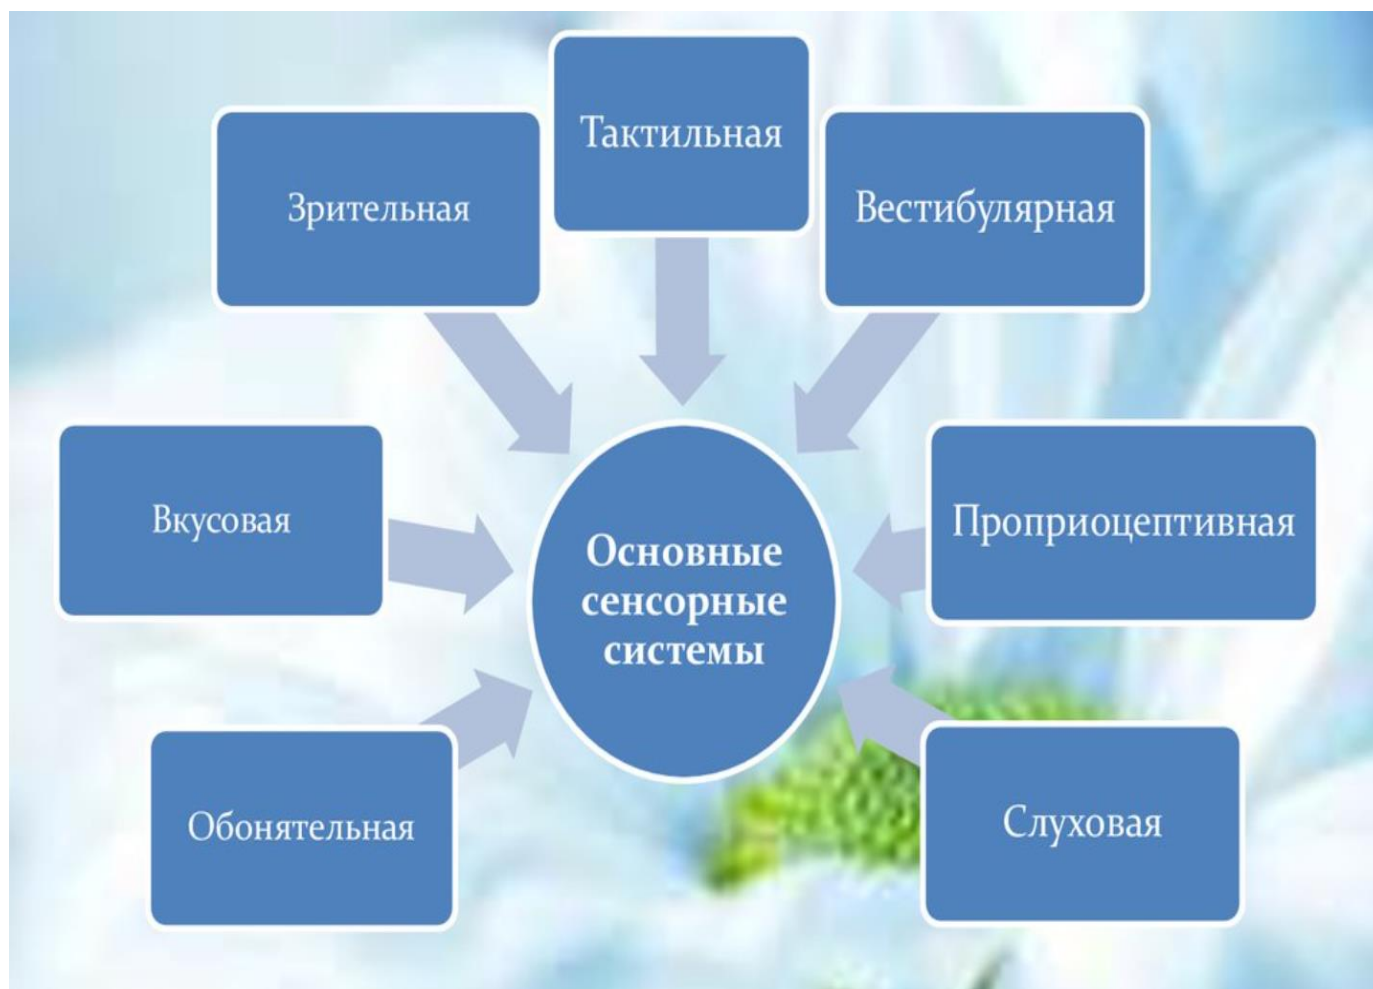 Тактильная
Зрительная
Вестибулярная
Вкусовая
Проприоцептивная
Основные
сенсорные
системы
Обонятельная
Слуховая